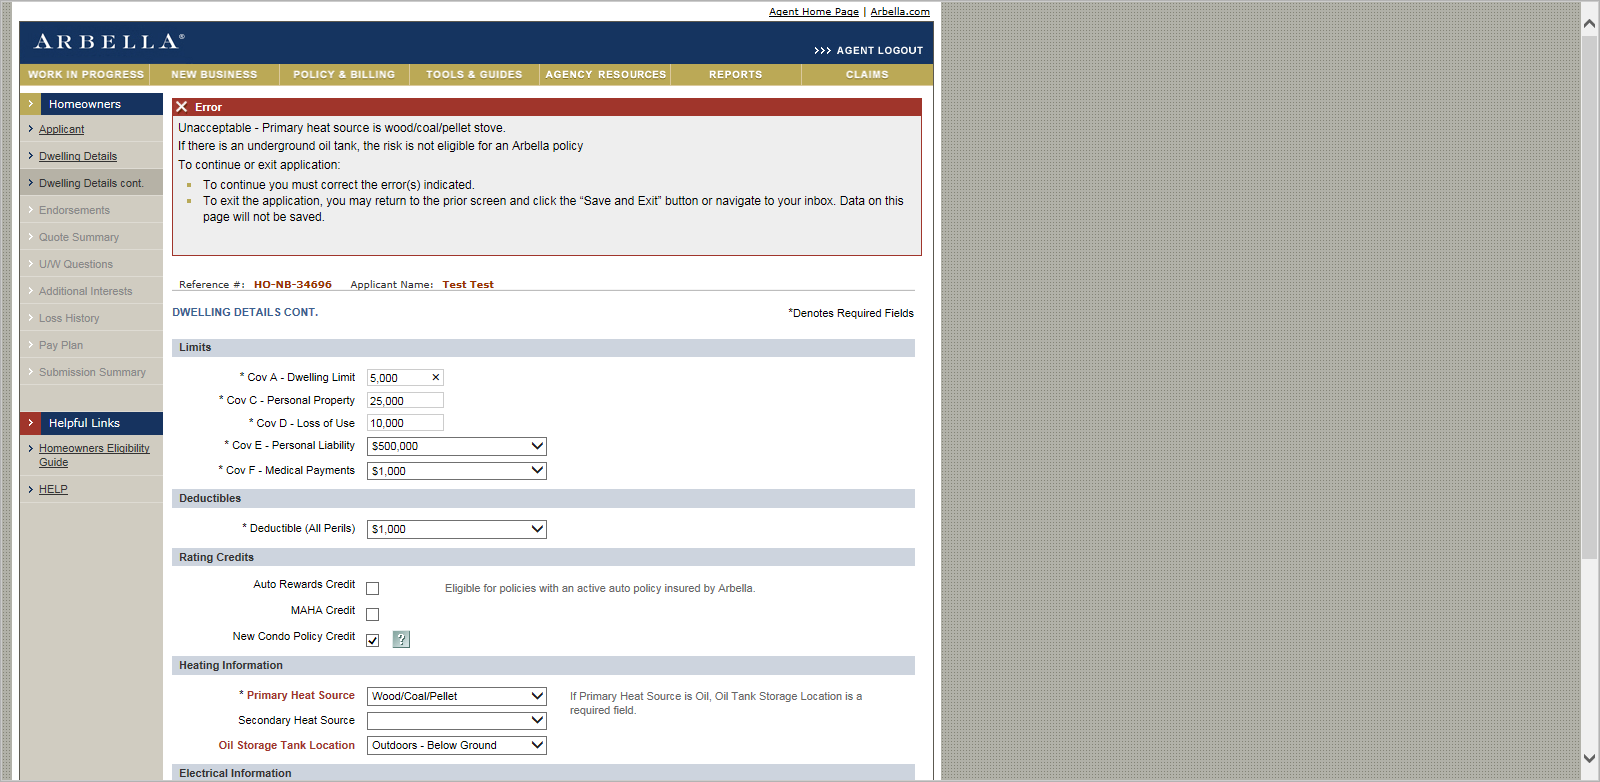 Agent Home Page | Arbella.com
ARBELLA®
>>> AGENT LOGOUT
WORK IN PROGRESS NEW BUSINESS POLICY & BILLING TOOLS & GUIDES AGENCY RESOURCES REPORTS CLAIMS
Homeowners
Applicant
Dwelling Details
Dwelling Details cont.
Endorsements
Quote Summary
U/W Questions
Additional Interests
Loss History
Pay Plan
Submission Summary
Helpful Links
Homeowners Eligibility
Guide
HELP
Error
Unacceptable - Primary heat source is wood/coal/pellet stove.
If there is an underground oil tank, the risk is not eligible for an Arbella policy
To continue or exit application:
To continue you must correct the error(s) indicated.
To exit the application, you may return to the prior screen and click the “Save and Exit” button or navigate to your inbox. Data on this
page will not be saved.
Reference #: HO-NB-34696 Applicant Name: Test Test
DWELLING DETAILS CONT.
*Denotes Required Fields
Limits
* Cov A - Dwelling Limit 5,000
* Cov C - Personal Property 25,000
* Cov D - Loss of Use 10,000
* Cov E - Personal Liability $500,000
* Cov F - Medical Payments $1,000
Deductibles
* Deductible (All Perils) $1,000
Rating Credits
Auto Rewards Credit Eligible for policies with an active auto policy insured by Arbella.
MAHA Credit
New Condo Policy Credit ?
Heating Information
* Primary Heat Source Wood/Coal/Pellet If Primary Heat Source is Oil, Oil Tank Storage Location is a
required field.
Secondary Heat Source
Oil Storage Tank Location Outdoors - Below Ground
Electrical Information